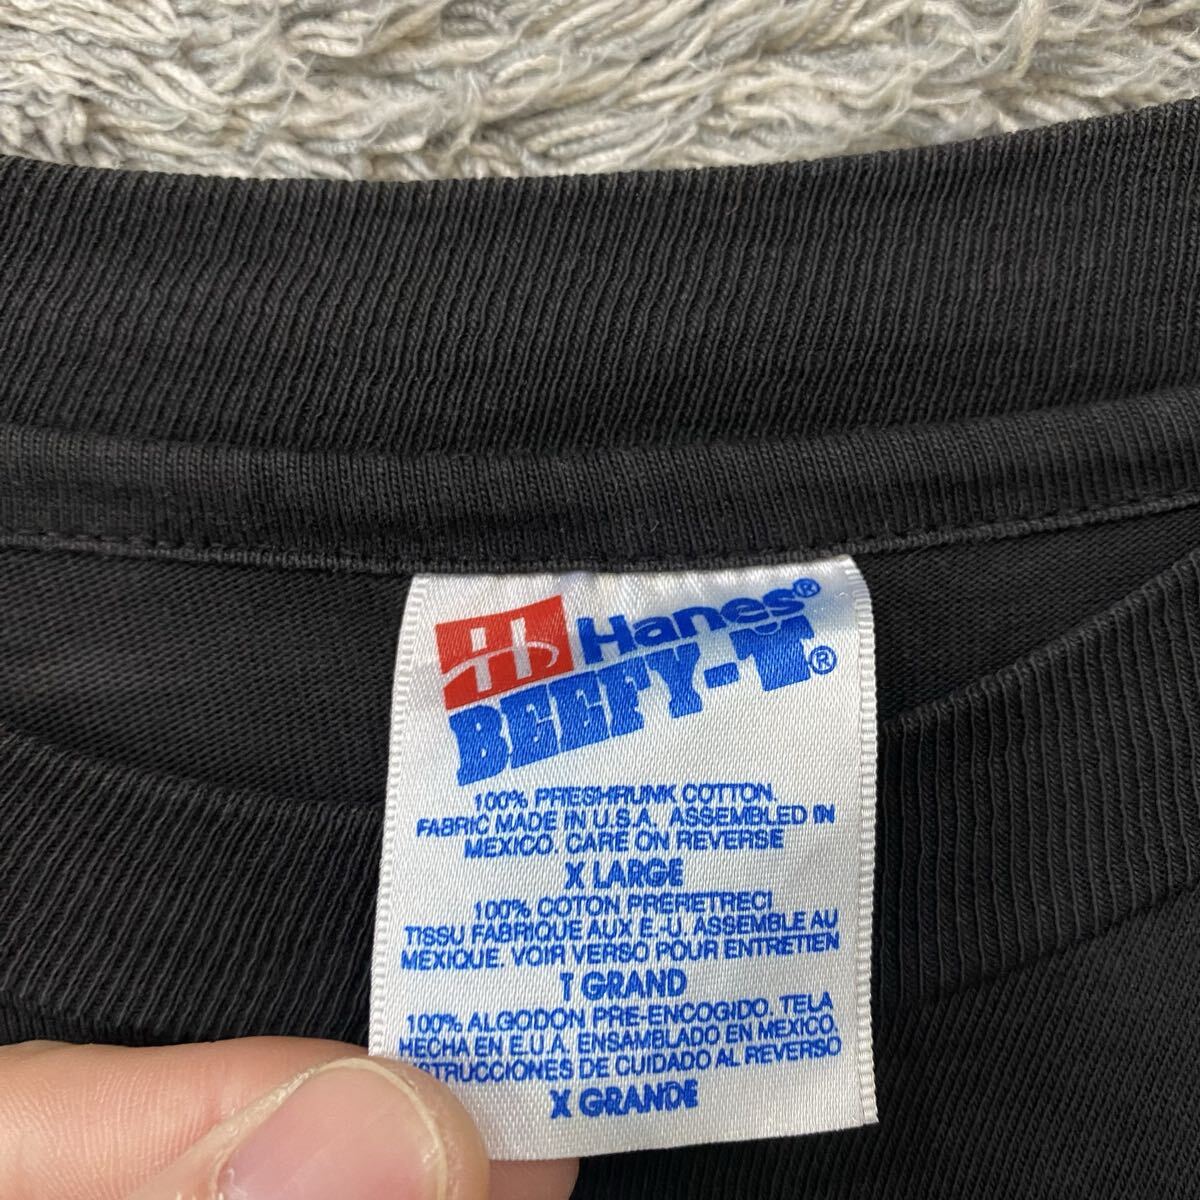 H Hanes®
BEEFY-T®
100% PRESHRUNK COTTON.
FABRIC MADE IN U.S.A. ASSEMBLED IN
MEXICO. CARE ON REVERSE
X LARGE
100% COTON PRERETRECI
TISSU FABRIQUE AUX E.-U. ASSEMBLE AU
MEXIQUE. VOIR VERSO POUR ENTRETIEN
T GRAND
100% ALGODON PRE-ENCOGIDO. TELA
HECHA EN E.U.A. ENSAMBLADO EN MEXICO.
STRUCCIONES DE CUIDADO AL REVERSO
X GRANDE